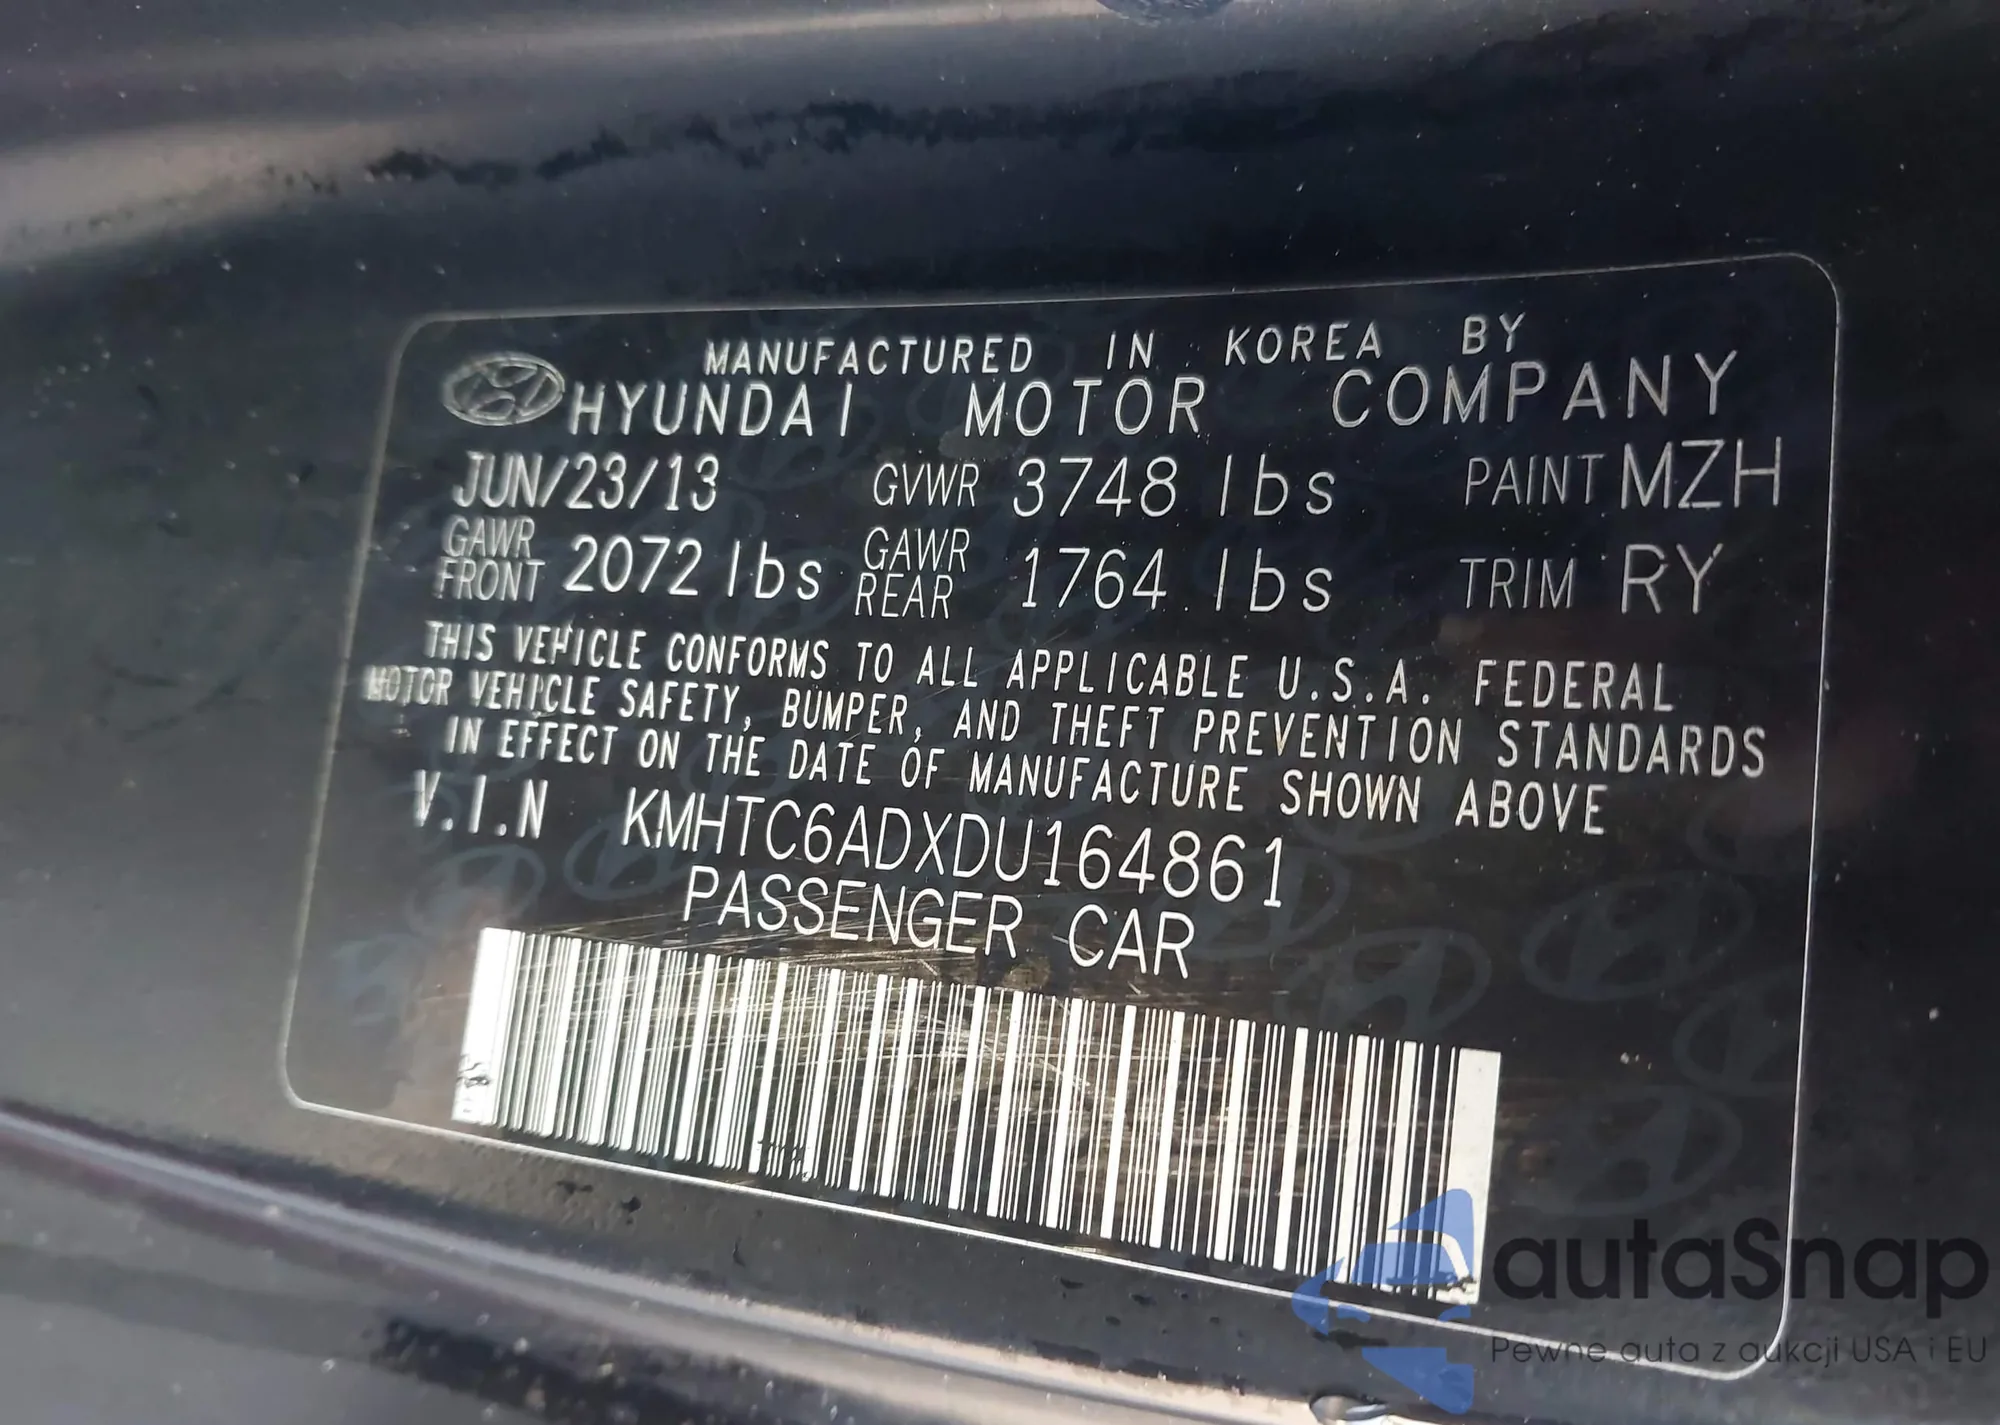 MANUFACTURED IN KOREA BY
HYUNDAI MOTOR COMPANY
JUN/23/13 GVWR 3748 lbs PAINT MZH
GAWR FRONT 2072 lbs GAWR REAR 1764 lbs TRIM RY
THIS VEHICLE CONFORMS TO ALL APPLICABLE U.S.A. FEDERAL
MOTOR VEHICLE SAFETY, BUMPER, AND THEFT PREVENTION STANDARDS
IN EFFECT ON THE DATE OF MANUFACTURE SHOWN ABOVE
V.I.N KMHTC6ADXDU164861
PASSENGER CAR
autaSnap
Pewne auta z aukcji USA i EU